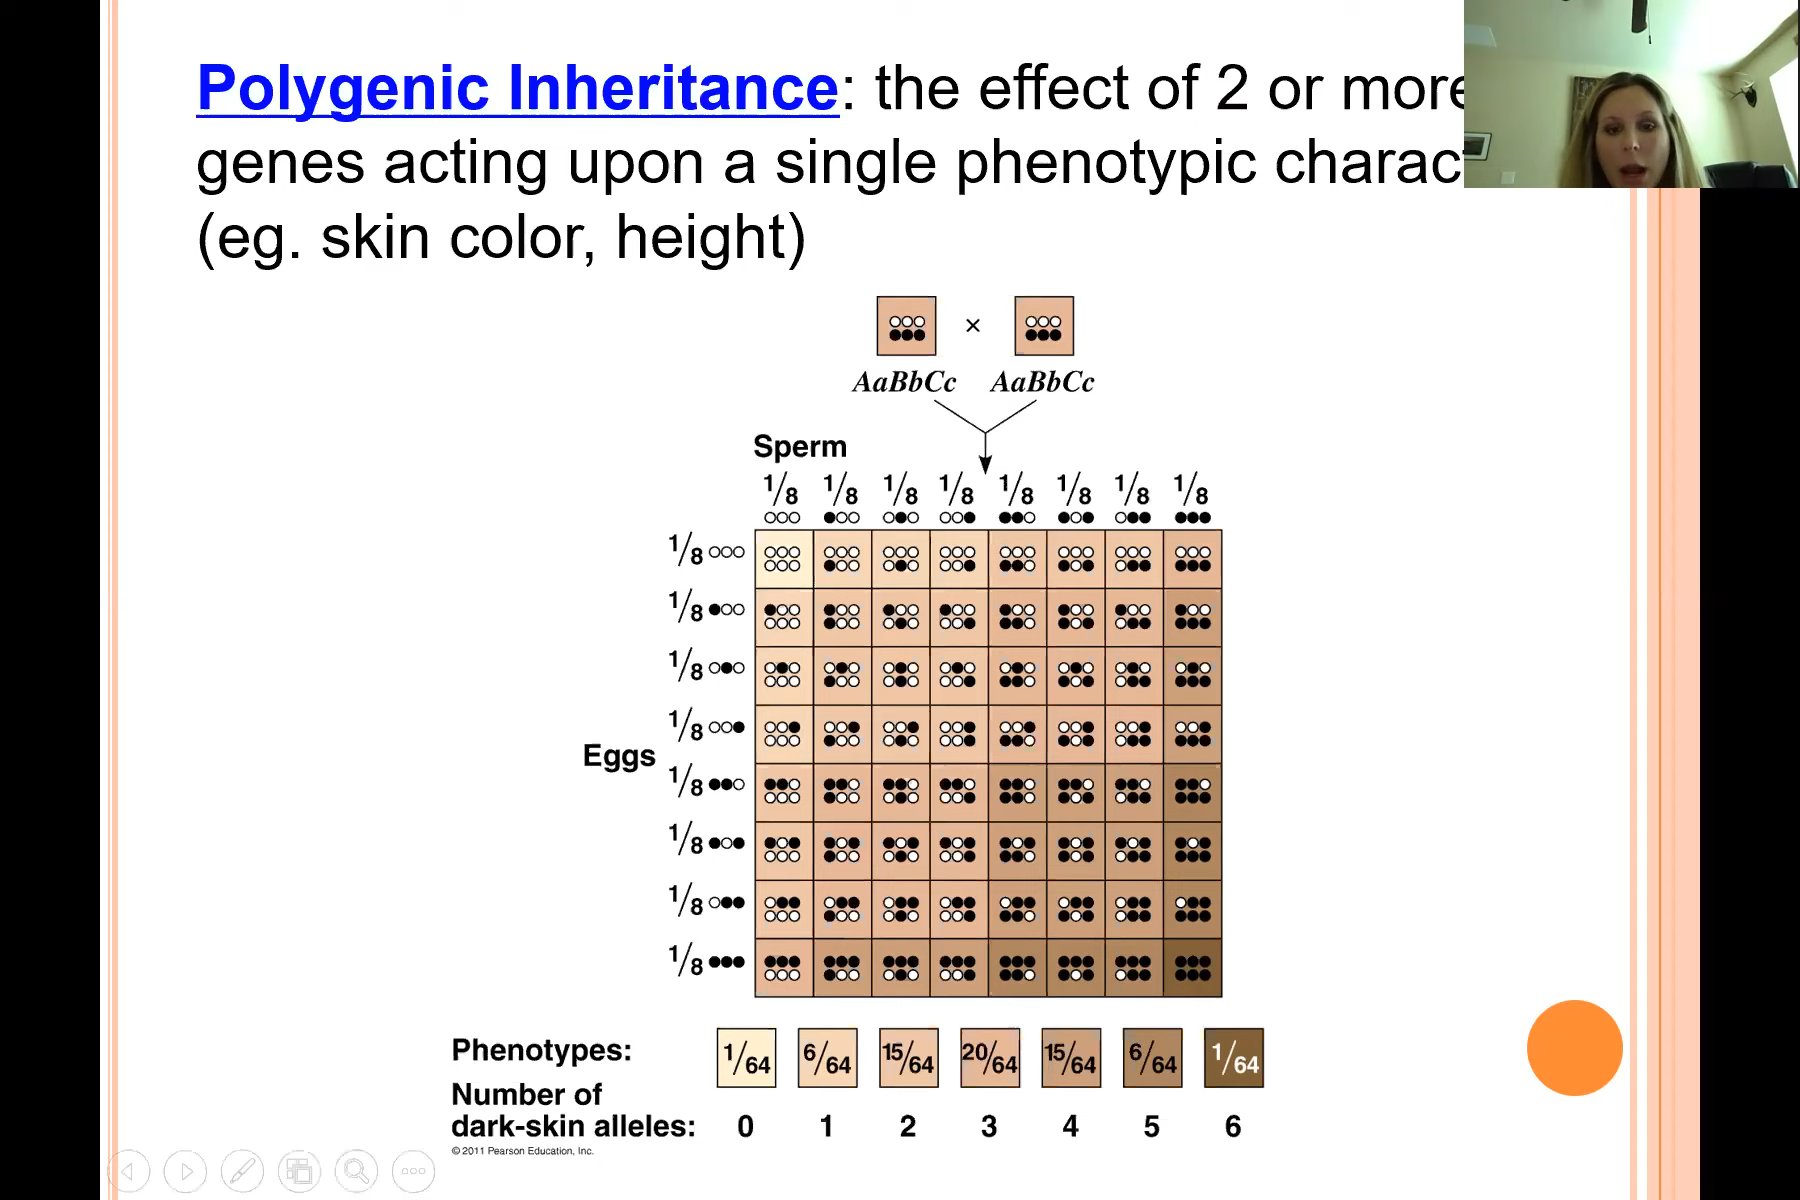 Polygenic Inheritance: the effect of 2 or more
genes acting upon a single phenotypic charac
(eg. skin color, height)
×
AaBbCc AaBbCc
Sperm
1/8 1/8 1/8 1/8 1/8 1/8 1/8 1/8
1/8
1/8
1/8
1/8
Eggs
1/8
1/8
1/8
1/8
Phenotypes: 1/64 6/64 15/64 20/64 15/64 6/64 1/64
Number of
dark-skin alleles: 0 1 2 3 4 5 6
© 2011 Pearson Education, Inc.